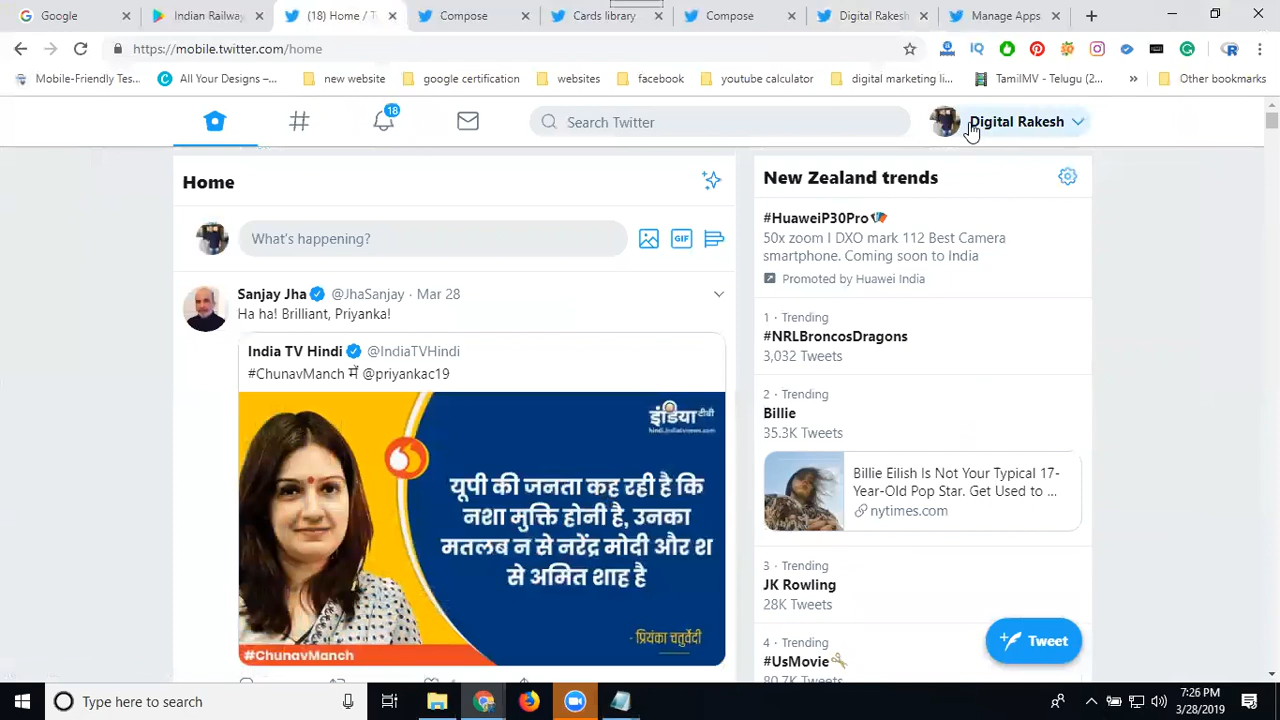 Google
Indian Railway
(18) Home / T
Compose
Cards library
Compose
Digital Rakesh
Manage Apps
https://mobile.twitter.com/home
Mobile-Friendly Tes...
All Your Designs –...
new website
google certification
websites
facebook
youtube calculator
digital marketing li...
TamilMV - Telugu (2...
Other bookmarks
18
Search Twitter
Digital Rakesh
Home
What's happening?
GIF
Sanjay Jha @JhaSanjay · Mar 28
Ha ha! Brilliant, Priyanka!
India TV Hindi @IndiaTVHindi
#ChunavManch में @priyankac19
इंडिया टीवी
hindi.indiatvnews.com
यूपी की जनता कह रही है कि
नशा मुक्ति होनी है, उनका
मतलब न से नरेंद्र मोदी और श
से अमित शाह है
- प्रियंका चतुर्वेदी
#ChunavManch
New Zealand trends
#HuaweiP30Pro
50x zoom I DXO mark 112 Best Camera
smartphone. Coming soon to India
Promoted by Huawei India
1 · Trending
#NRLBroncosDragons
3,032 Tweets
2 · Trending
Billie
35.3K Tweets
Billie Eilish Is Not Your Typical 17-
Year-Old Pop Star. Get Used to ...
nytimes.com
3 · Trending
JK Rowling
28K Tweets
4 · Trending
#UsMovie
80.7K Tweets
Tweet
Type here to search
7:26 PM
3/28/2019